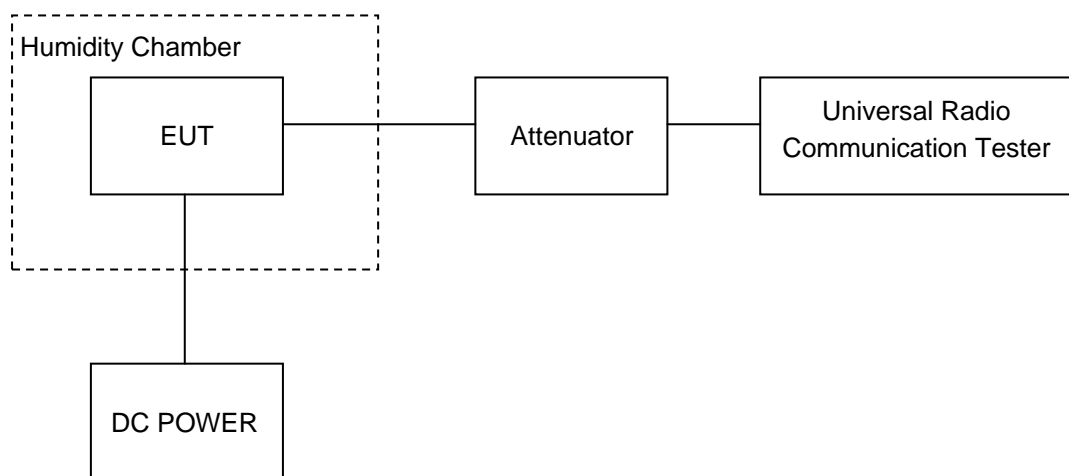 Humidity Chamber
EUT
Attenuator
Universal Radio
Communication Tester
DC POWER